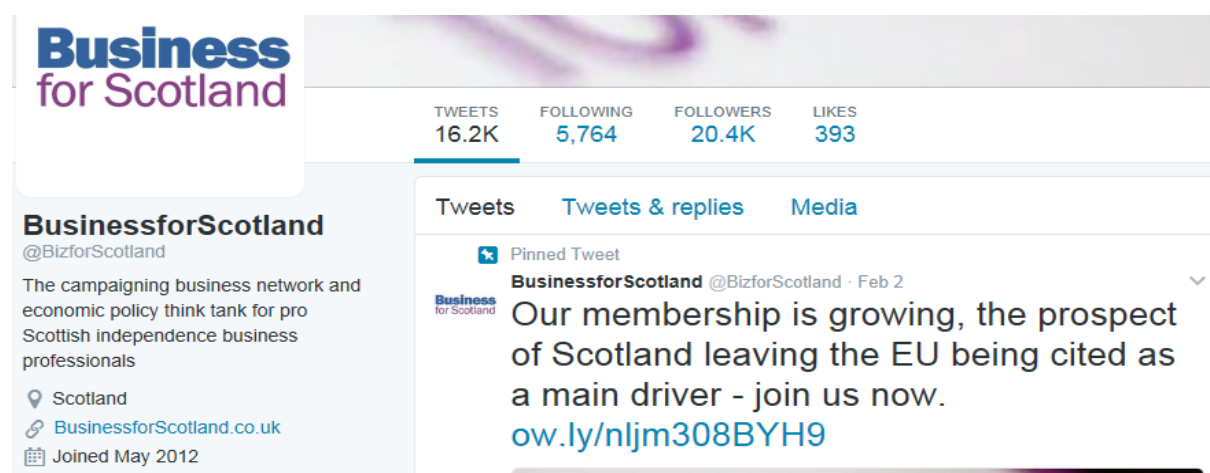 Business
for Scotland
TWEETS FOLLOWING FOLLOWERS LIKES
16.2K 5,764 20.4K 393
BusinessforScotland
@BizforScotland
The campaigning business network and
economic policy think tank for pro
Scottish independence business
professionals
Scotland
BusinessforScotland.co.uk
Joined May 2012
Tweets Tweets & replies Media
Pinned Tweet
BusinessforScotland @BizforScotland · Feb 2
Business
for Scotland
Our membership is growing, the prospect
of Scotland leaving the EU being cited as
a main driver - join us now.
ow.ly/nljm308BYH9